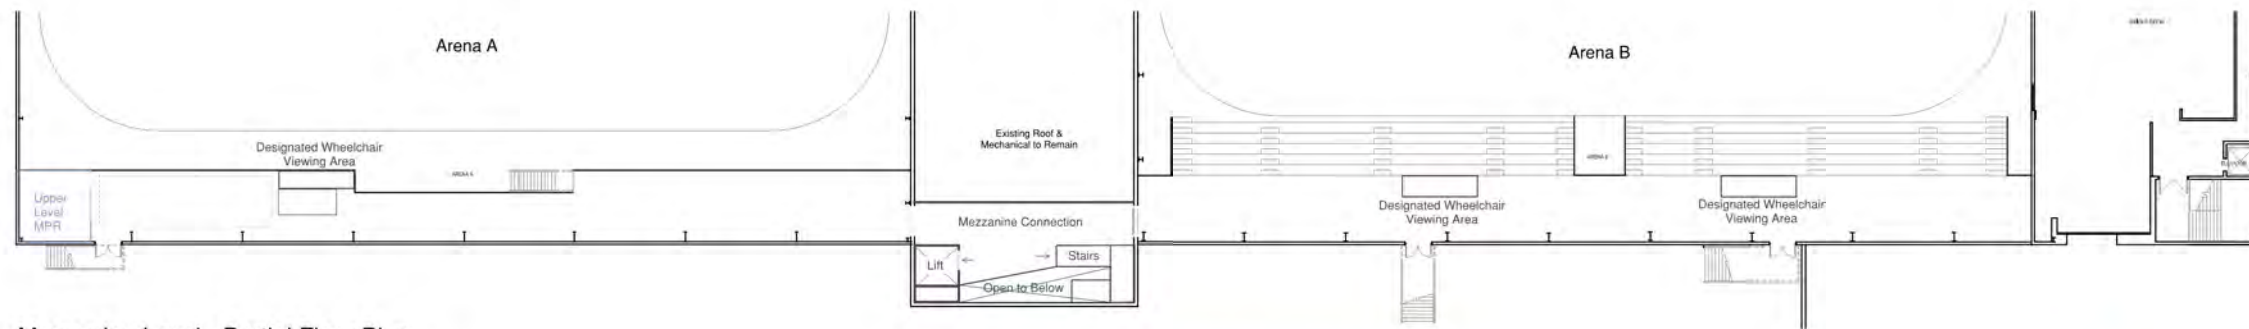 Arena A
Arena B
Existing Roof &
Mechanical to Remain
Designated Wheelchair
Viewing Area
ARENA A
Upper
Level
MPR
Mezzanine Connection
Designated Wheelchair
Viewing Area
Designated Wheelchair
Viewing Area
Lift
Stairs
Open to Below